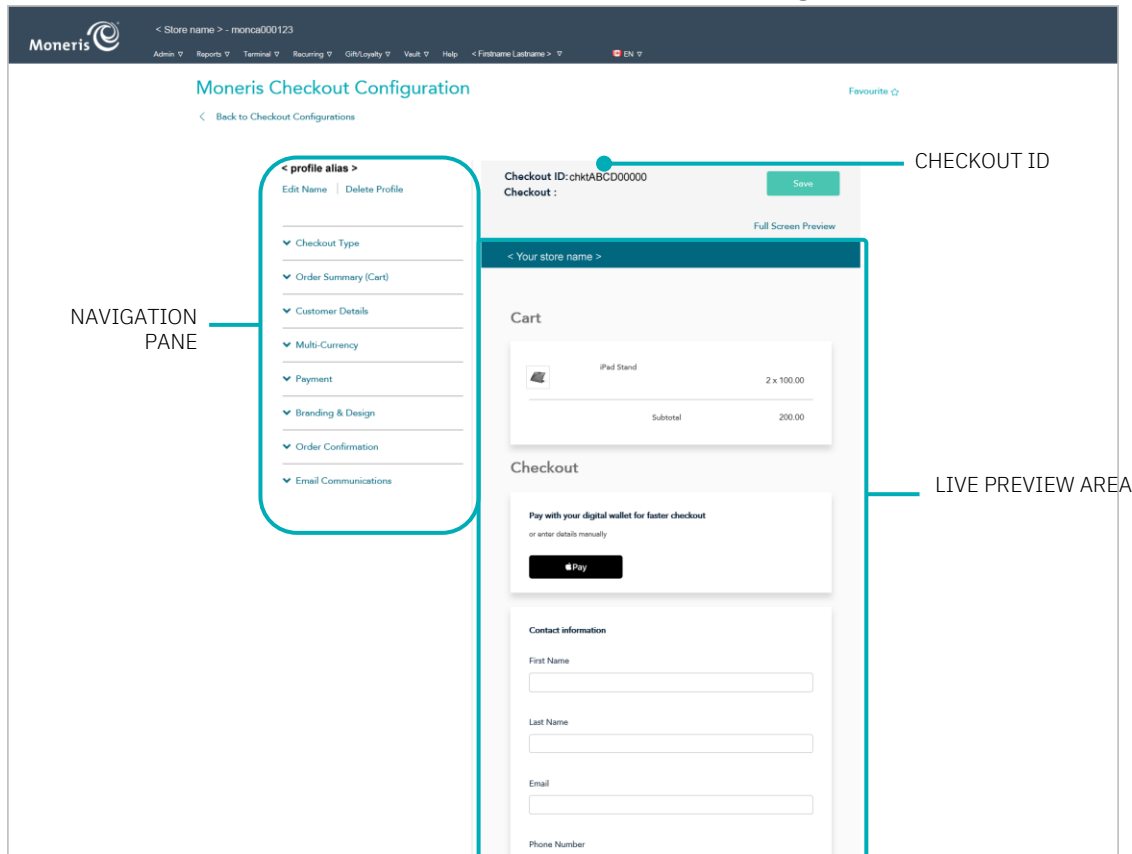 Moneris
< Store name > - monca000123
Admin ▽ Reports ▽ Terminal ▽ Recurring ▽ Gift/Loyalty ▽ Vault ▽ Help < Firstname Lastname > ▽ EN ▽
Moneris Checkout Configuration
Favourite ☆
< Back to Checkout Configurations
< profile alias >
Edit Name | Delete Profile
Checkout Type
Order Summary (Cart)
Customer Details
Multi-Currency
Payment
Branding & Design
Order Confirmation
Email Communications
NAVIGATION
PANE
Checkout ID: chktABCD00000
Checkout :
Save
CHECKOUT ID
Full Screen Preview
< Your store name >
Cart
iPad Stand
2 x 100.00
Subtotal 200.00
Checkout
LIVE PREVIEW AREA
Pay with your digital wallet for faster checkout
or enter details manually
Pay
Contact information
First Name
Last Name
Email
Phone Number